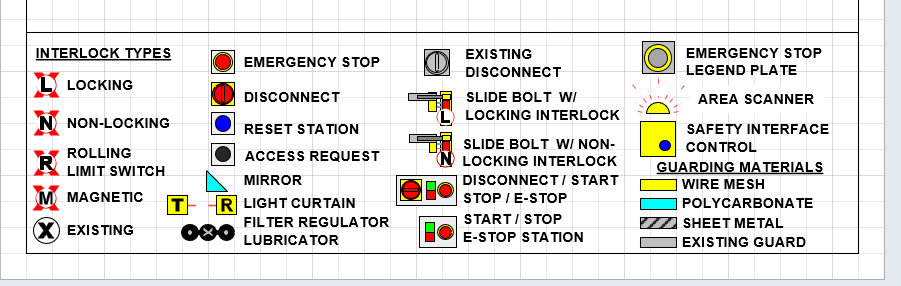 INTERLOCK TYPES
L LOCKING
N NON-LOCKING
R ROLLING
LIMIT SWITCH
M MAGNETIC
X EXISTING
EMERGENCY STOP
DISCONNECT
RESET STATION
ACCESS REQUEST
MIRROR
T R LIGHT CURTAIN
X FILTER REGULATOR
LUBRICATOR
EXISTING
DISCONNECT
SLIDE BOLT W/
L LOCKING INTERLOCK
SLIDE BOLT W/ NON-
N LOCKING INTERLOCK
DISCONNECT / START
STOP / E-STOP
START / STOP
E-STOP STATION
EMERGENCY STOP
LEGEND PLATE
AREA SCANNER
SAFETY INTERFACE
CONTROL
GUARDING MATERIALS
WIRE MESH
POLYCARBONATE
SHEET METAL
EXISTING GUARD